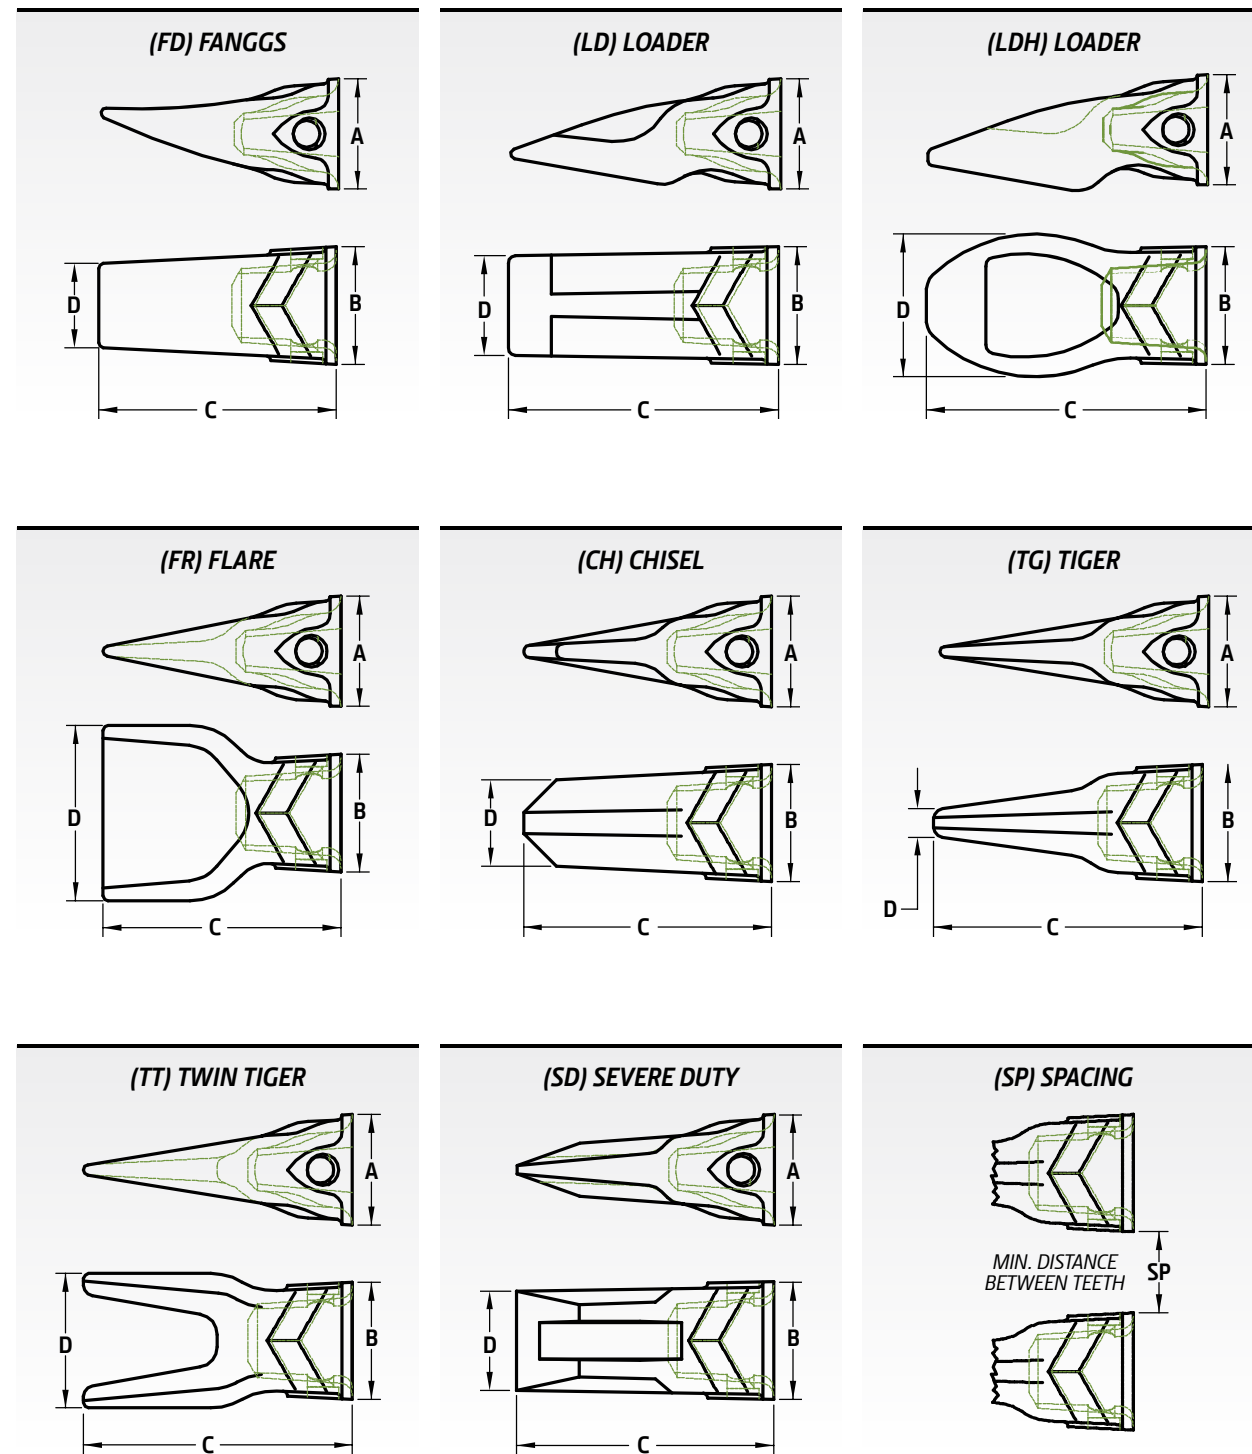 (FD) FANGGS
A
D
B
C
(LD) LOADER
A
D
B
C
(LDH) LOADER
A
D
B
C
(FR) FLARE
A
D
B
C
(CH) CHISEL
A
D
B
C
(TG) TIGER
A
B
D
C
(TT) TWIN TIGER
A
D
B
C
(SD) SEVERE DUTY
A
D
B
C
(SP) SPACING
MIN. DISTANCE
BETWEEN TEETH
SP